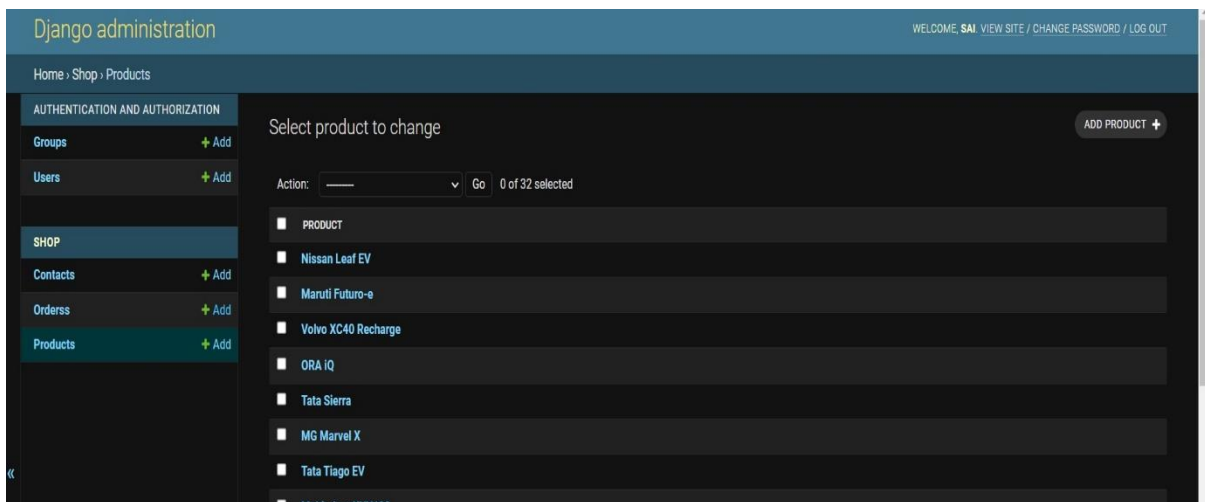 Django administration
WELCOME, SAI. VIEW SITE / CHANGE PASSWORD / LOG OUT
Home › Shop › Products
AUTHENTICATION AND AUTHORIZATION
Groups + Add
Users + Add
SHOP
Contacts + Add
Orderss + Add
Products + Add
«
Select product to change
ADD PRODUCT +
Action: --------- Go 0 of 32 selected
PRODUCT
Nissan Leaf EV
Maruti Futuro-e
Volvo XC40 Recharge
ORA iQ
Tata Sierra
MG Marvel X
Tata Tiago EV